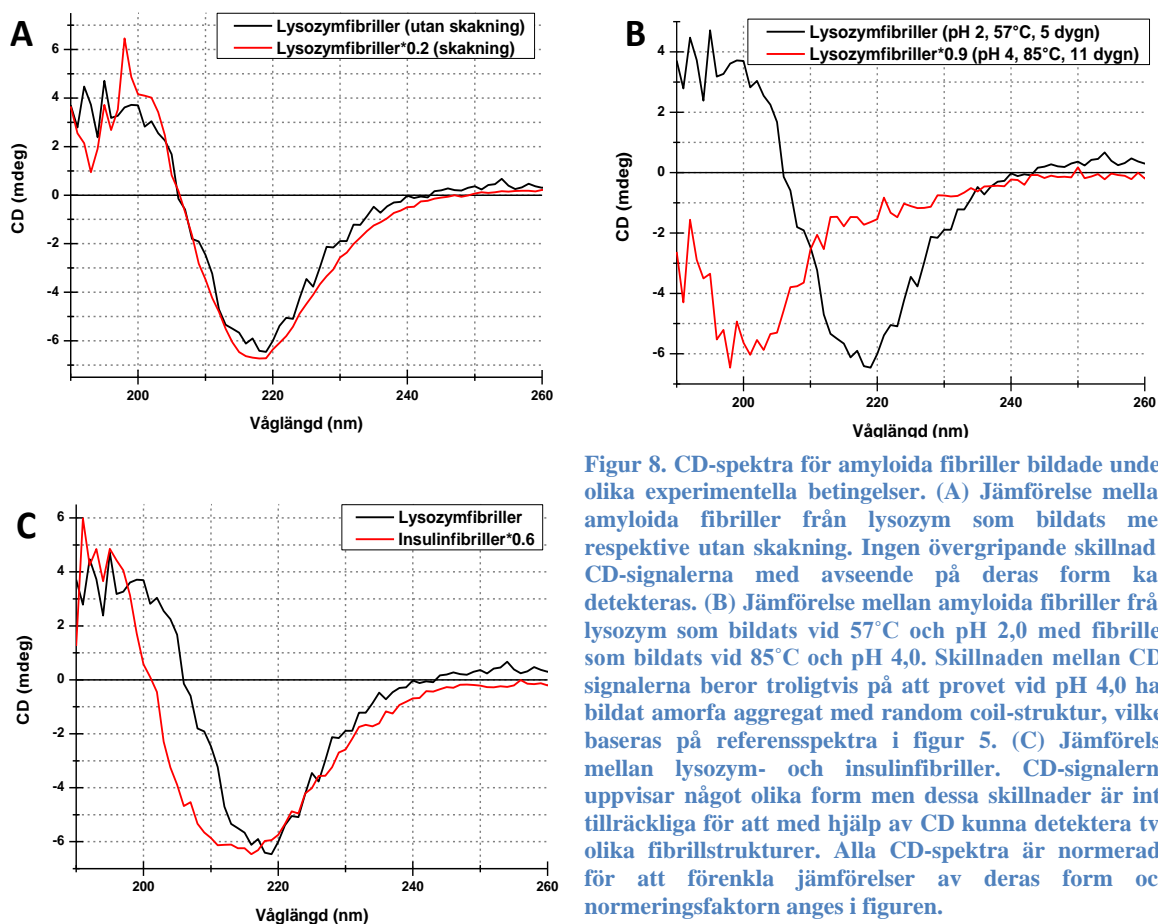 A
Lysozymfibriller (utan skakning)
Lysozymfibriller*0.2 (skakning)
6
4
2
0
-2
-4
-6
CD (mdeg)
200
220
240
260
Våglängd (nm)
B
Lysozymfibriller (pH 2, 57°C, 5 dygn)
Lysozymfibriller*0.9 (pH 4, 85°C, 11 dygn)
4
2
0
-2
-4
-6
CD (mdeg)
200
220
240
260
Våglängd (nm)
C
Lysozymfibriller
Insulinfibriller*0.6
6
4
2
0
-2
-4
-6
CD (mdeg)
200
220
240
260
Våglängd (nm)
Figur 8. CD-spektra för amyloida fibriller bildade unde
olika experimentella betingelser. (A) Jämförelse mella
amyloida fibriller från lysozym som bildats me
respektive utan skakning. Ingen övergripande skillnad
CD-signalerna med avseende på deras form ka
detekteras. (B) Jämförelse mellan amyloida fibriller frå
lysozym som bildats vid 57°C och pH 2,0 med fibrille
som bildats vid 85°C och pH 4,0. Skillnaden mellan CD
signalerna beror troligtvis på att provet vid pH 4,0 ha
bildat amorfa aggregat med random coil-struktur, vilke
baseras på referensspektra i figur 5. (C) Jämförels
mellan lysozym- och insulinfibriller. CD-signalern
uppvisar något olika form men dessa skillnader är int
tillräckliga för att med hjälp av CD kunna detektera tv
olika fibrillstrukturer. Alla CD-spektra är normerad
för att förenkla jämförelser av deras form oc
normeringsfaktorn anges i figuren.